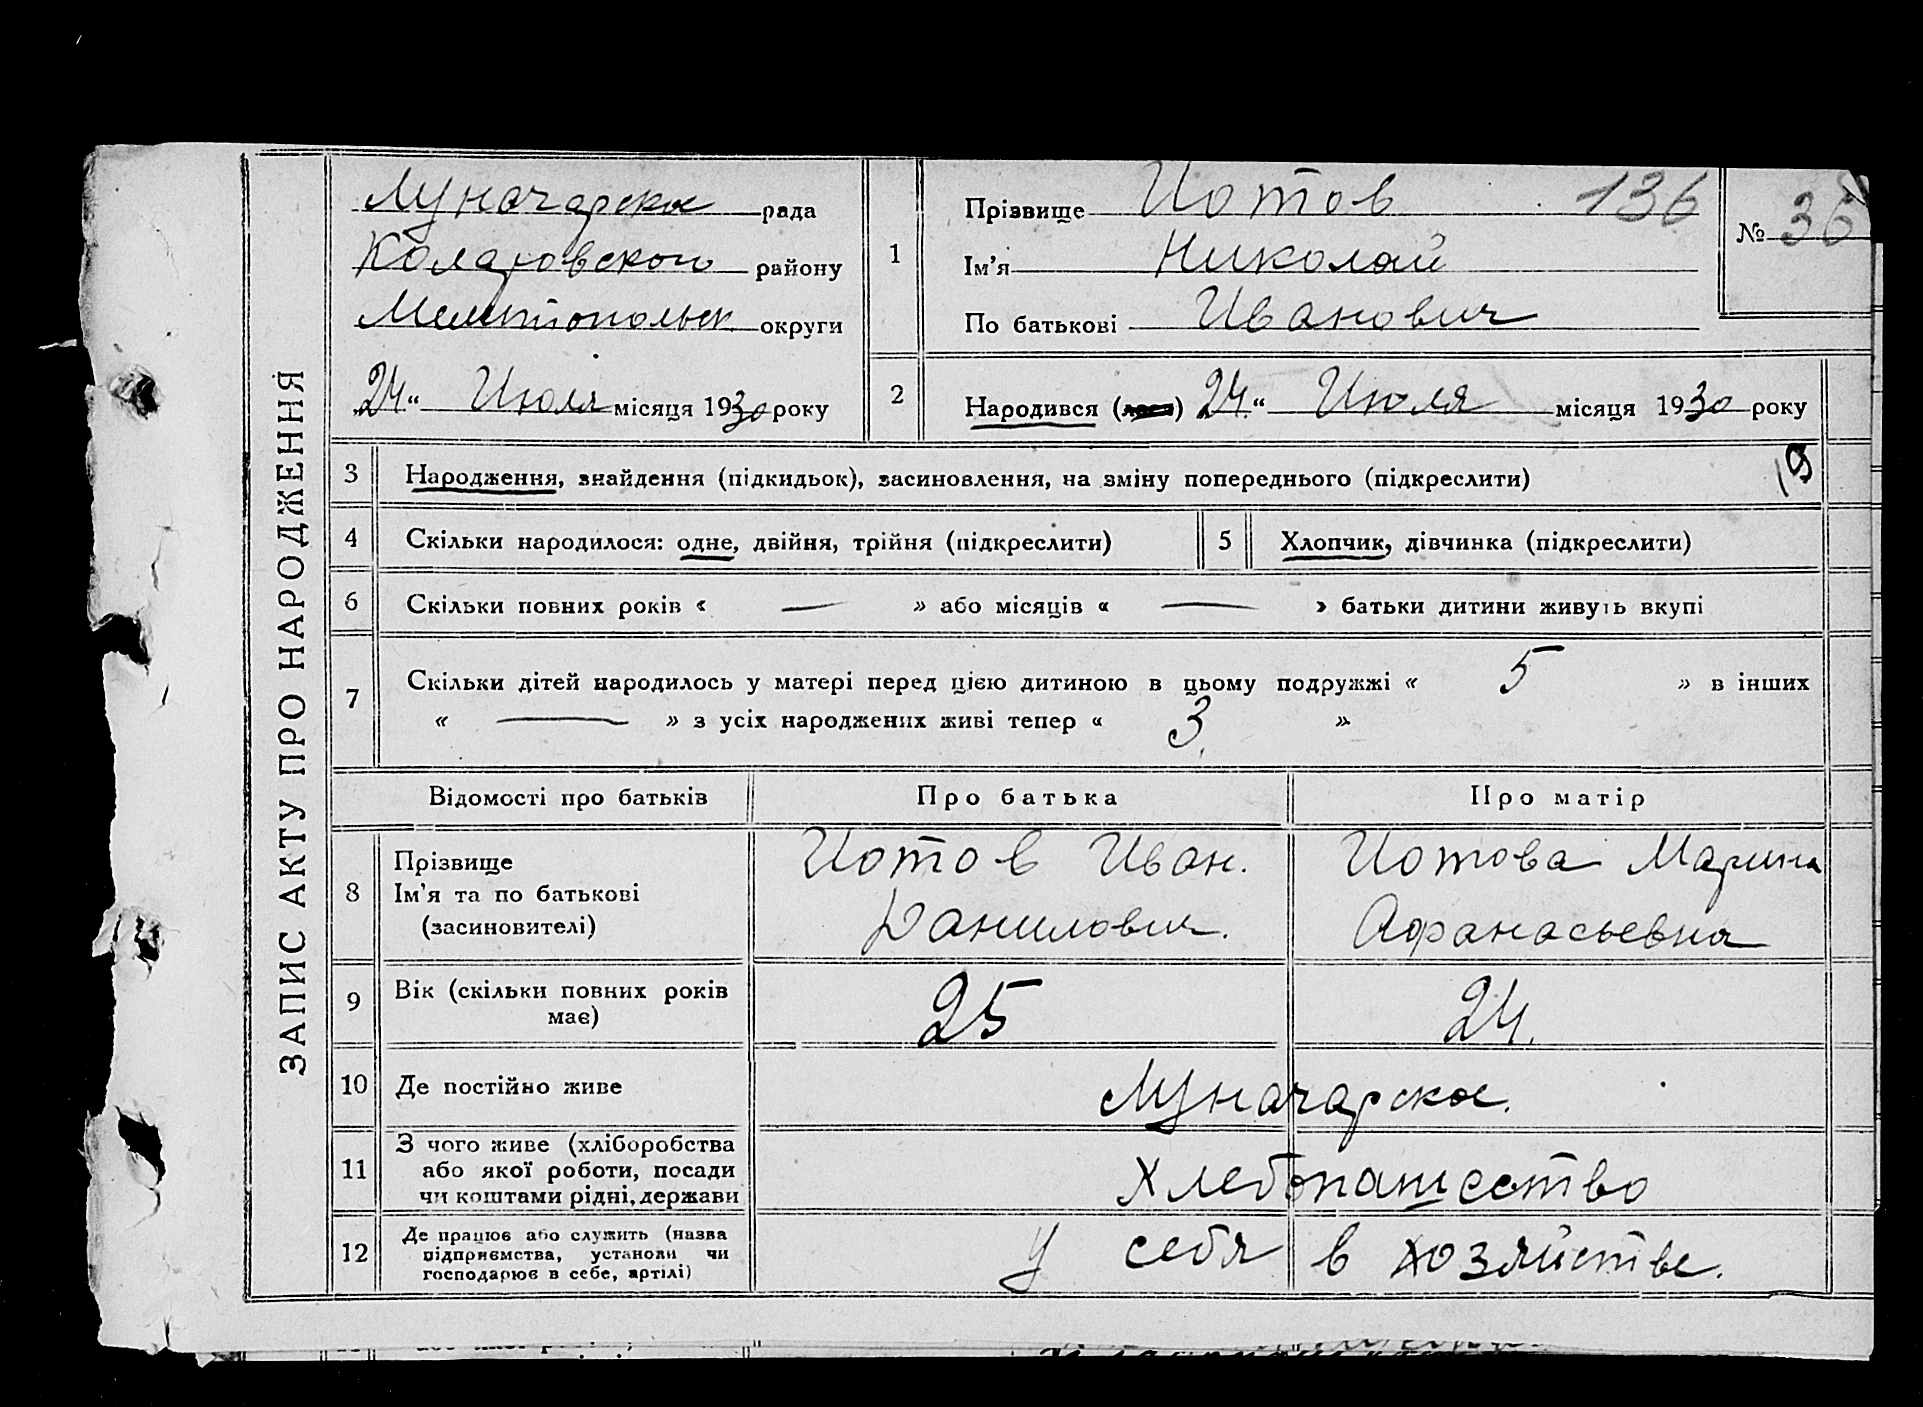 ЗАПИС АКТУ ПРО НАРОДЖЕННЯ
Луначарское рада
Коларовского району
Мелитопольск округи
24 “ Июля місяця 1930 року
1
Прізвище Иотов 136
Ім’я Николай
По батькові Иванович
№ 36
2
Народився () 24 “ Июля місяця 1930 року
3 Народження, знайдення (підкидьок), засиновлення, на зміну попереднього (підкреслити) 19
4 Скільки народилося: одне, двійня, трійня (підкреслити) 5 Хлопчик, дівчинка (підкреслити)
6 Скільки повних років « — » або місяців « — » батьки дитини живуть вкупі
7 Скільки дітей народилось у матері перед цією дитиною в цьому подружжі « 5 » в інших
« — » з усіх народжених живі тепер « 3. »
Відомості про батьків Про батька Про матір
8 Прізвище Ім’я та по батькові (засиновителі)
Иотов Иван.
Данилович.
Иотова Марина
Афанасьевна
9 Вік (скільки повних років має) 25 24.
10 Де постійно живе Луначарское.
11 З чого живе (хліборобства
або якої роботи, посади
чи коштами рідні, держави
Хлебопашество
12 Де працює або служить (назва
підприємства, установи чи
господарює в себе, артілі)
у себя в хозяйстве.